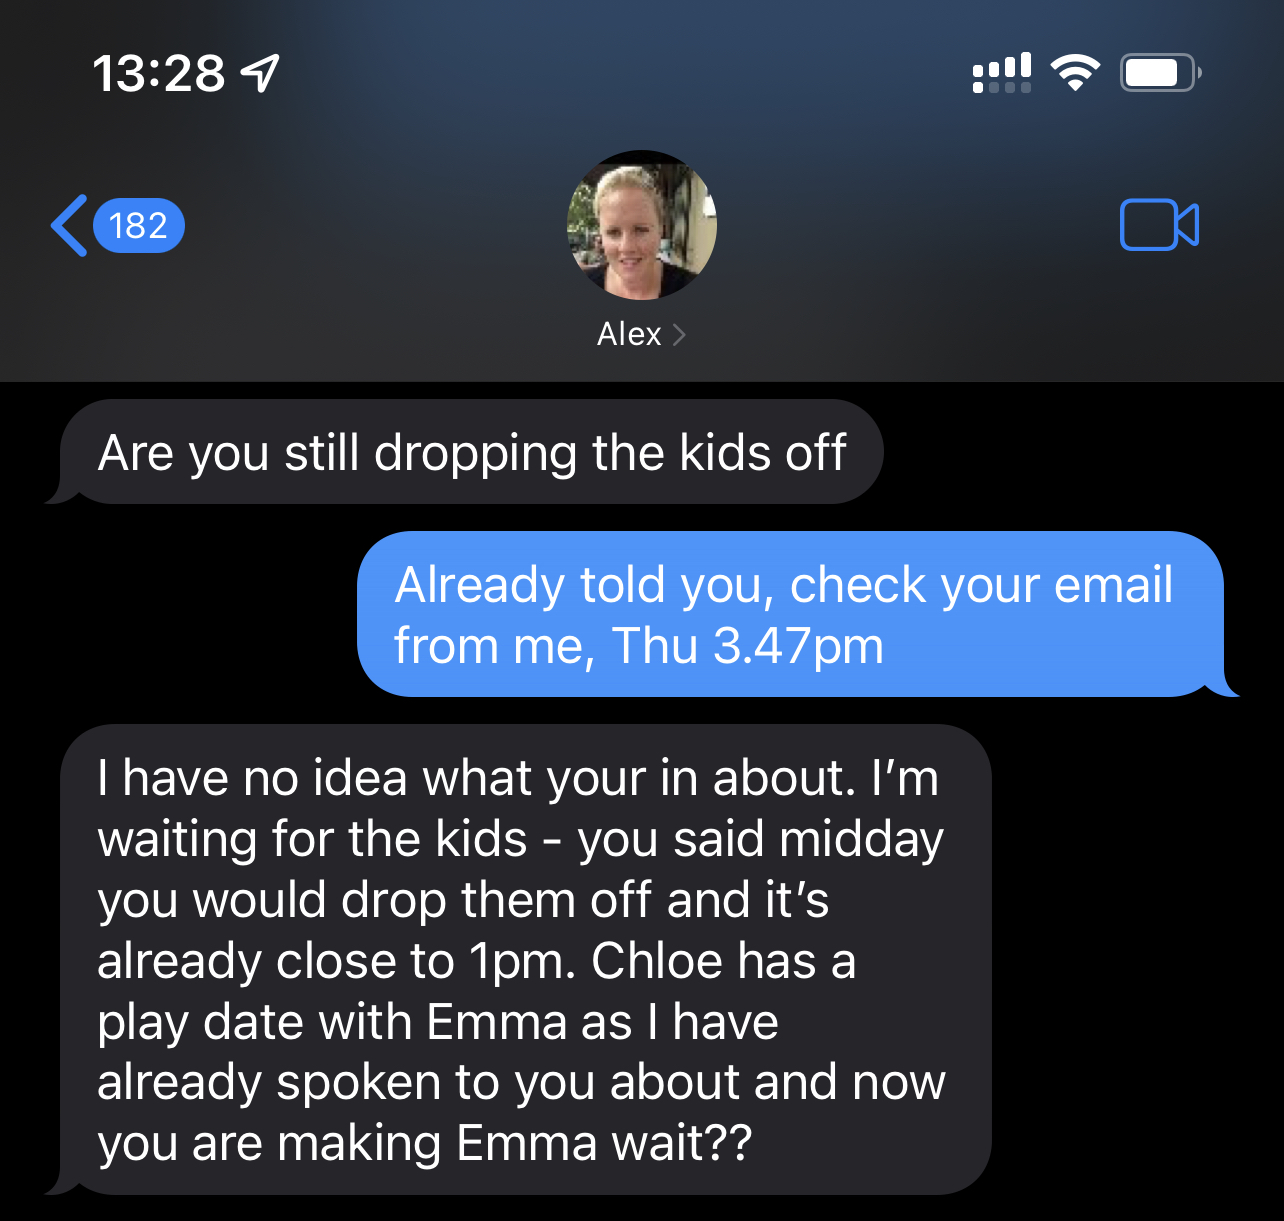 13:28
182
Alex
Are you still dropping the kids off
Already told you, check your email
from me, Thu 3.47pm
I have no idea what your in about. I’m
waiting for the kids - you said midday
you would drop them off and it’s
already close to 1pm. Chloe has a
play date with Emma as I have
already spoken to you about and now
you are making Emma wait??